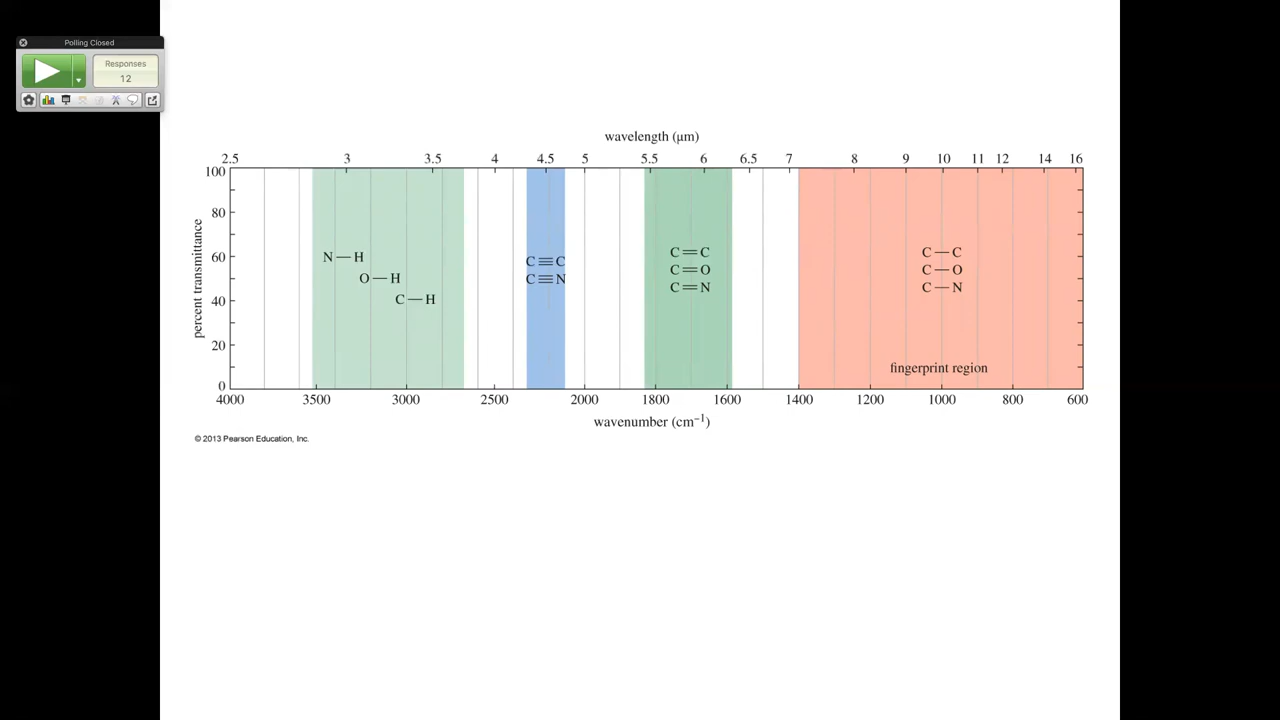 Polling Closed
Responses
12
wavelength (μm)
2.5 3 3.5 4 4.5 5 5.5 6 6.5 7 8 9 10 11 12 14 16
percent transmittance
100
80
60
40
20
0
N—H
O—H
C—H
C≡C
C≡N
C=C
C=O
C=N
C—C
C—O
C—N
fingerprint region
4000 3500 3000 2500 2000 1800 1600 1400 1200 1000 800 600
wavenumber (cm⁻¹)
© 2013 Pearson Education, Inc.